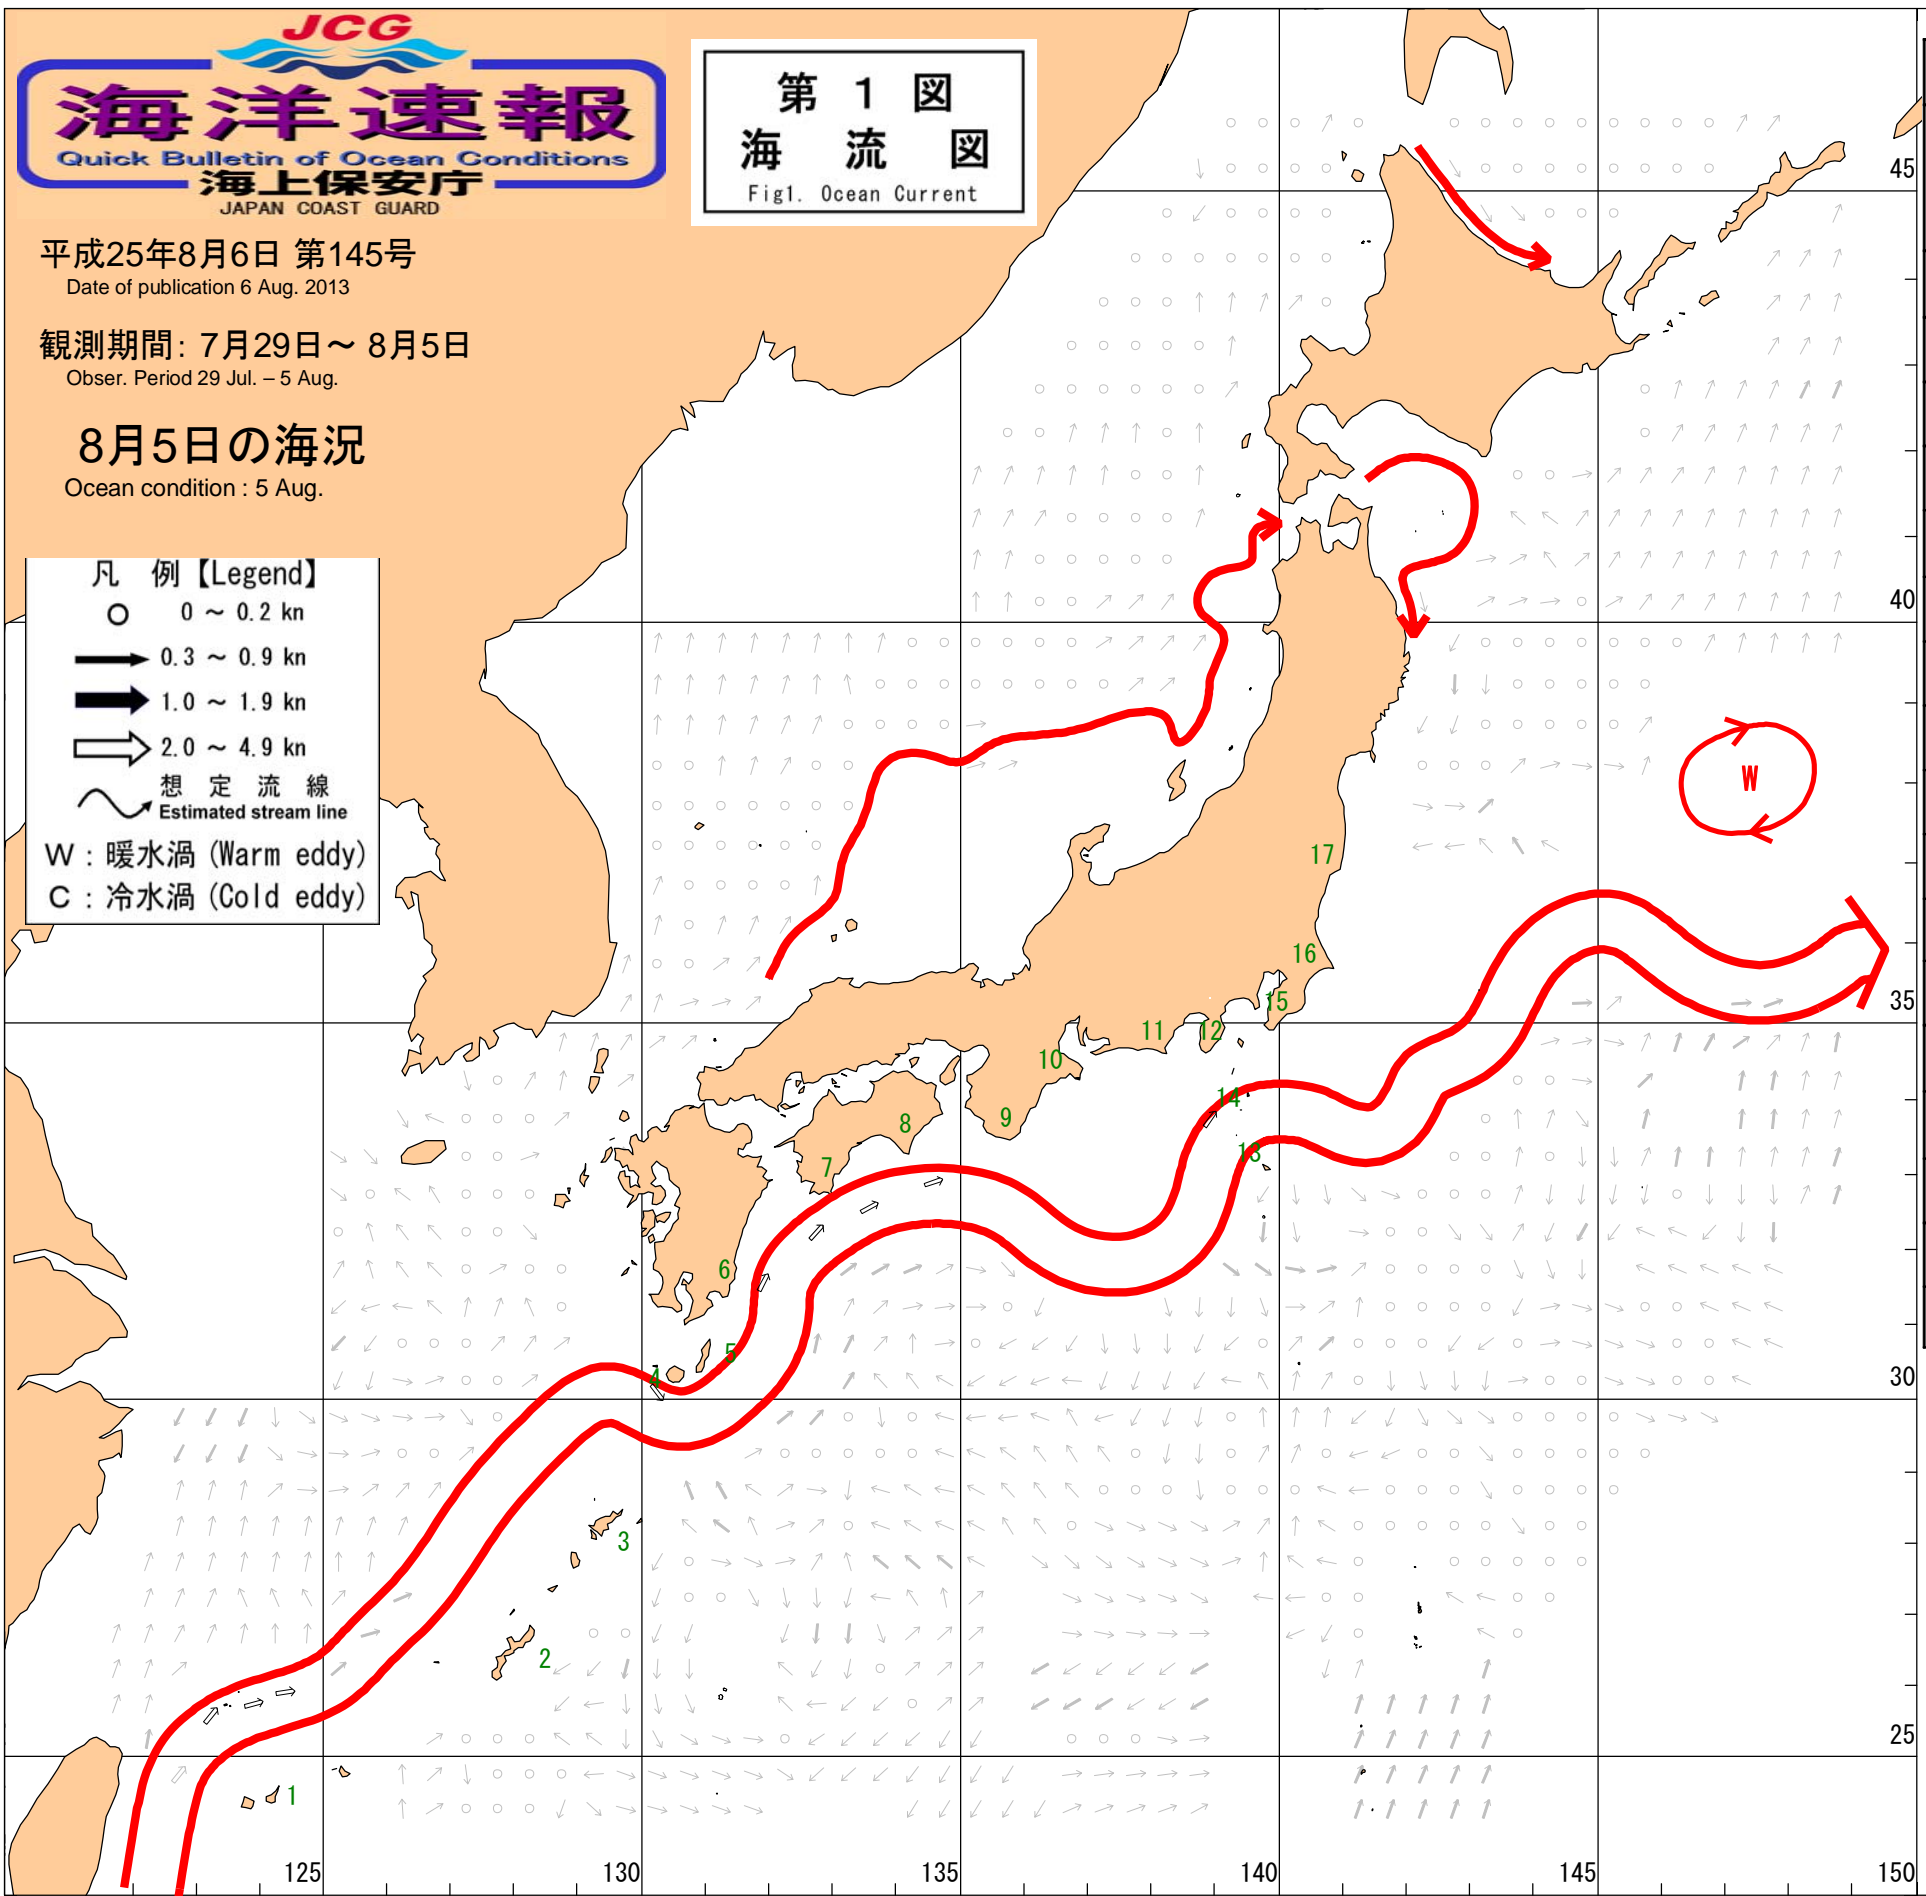 JCG
海洋速報
Quick Bulletin of Ocean Conditions
海上保安庁
JAPAN COAST GUARD
第 1 図
海 流 図
Fig1. Ocean Current
平成25年8月6日 第145号
Date of publication 6 Aug. 2013
観測期間: 7月29日～ 8月5日
Obser. Period 29 Jul. – 5 Aug.
8月5日の海況
Ocean condition : 5 Aug.
凡 例【Legend】
0 ～ 0.2 kn
0.3 ～ 0.9 kn
1.0 ～ 1.9 kn
2.0 ～ 4.9 kn
想 定 流 線
Estimated stream line
W : 暖水渦 (Warm eddy)
C : 冷水渦 (Cold eddy)
45
40
W
17
16
35
15
12
11
10
14
9
8
13
7
6
5
4
30
3
2
25
1
125
130
135
140
145
150